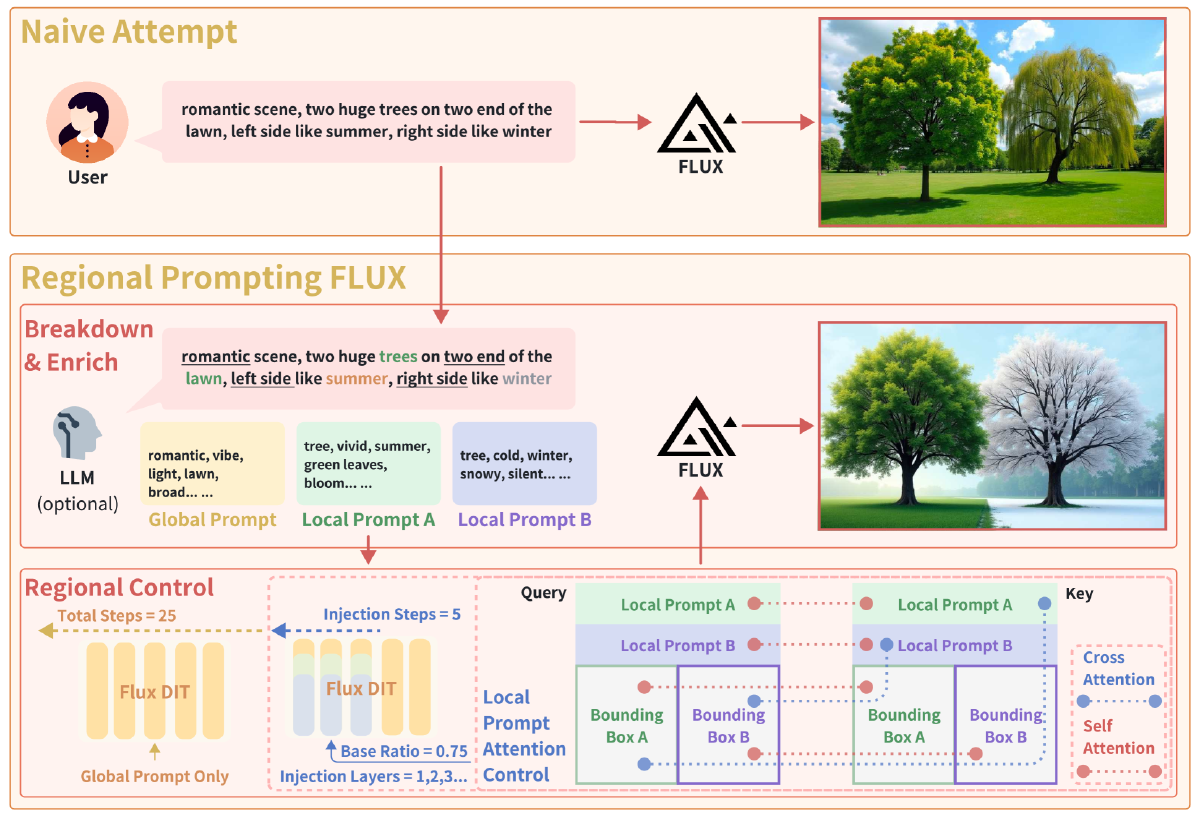 Naive Attempt
romantic scene, two huge trees on two end of the
lawn, left side like summer, right side like winter
User
FLUX
Regional Prompting FLUX
Breakdown
& Enrich
romantic scene, two huge trees on two end of the
lawn, left side like summer, right side like winter
LLM
(optional)
romantic, vibe,
light, lawn,
broad... ...
Global Prompt
tree, vivid, summer,
green leaves,
bloom... ...
Local Prompt A
tree, cold, winter,
snowy, silent... ...
Local Prompt B
FLUX
Regional Control
Total Steps = 25
Flux DIT
Global Prompt Only
Injection Steps = 5
Flux DIT
Base Ratio = 0.75
Injection Layers = 1,2,3...
Local
Prompt
Attention
Control
Query
Local Prompt A
Local Prompt B
Bounding
Box A
Bounding
Box B
Key
Local Prompt A
Local Prompt B
Bounding
Box A
Bounding
Box B
Cross
Attention
Self
Attention